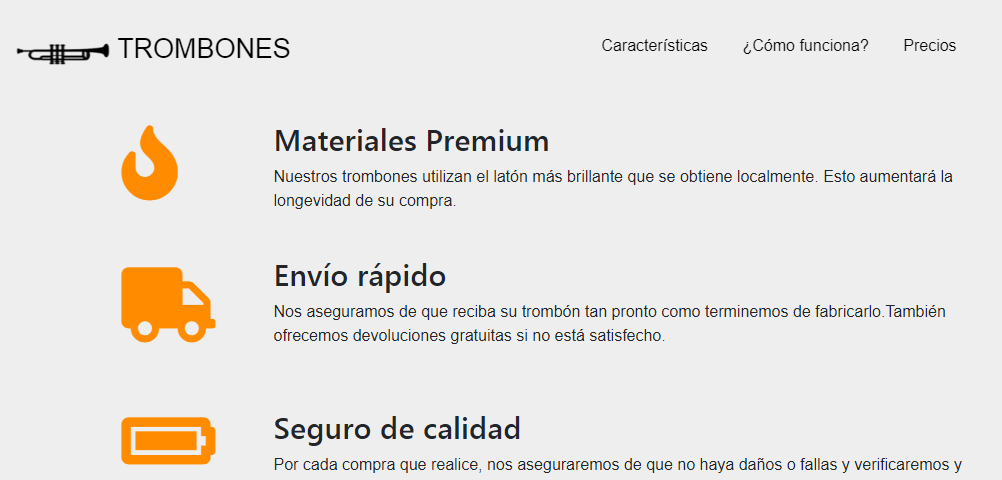 TROMBONES
Características
¿Cómo funciona?
Precios
Materiales Premium
Nuestros trombones utilizan el latón más brillante que se obtiene localmente. Esto aumentará la
longevidad de su compra.
Envío rápido
Nos aseguramos de que reciba su trombón tan pronto como terminemos de fabricarlo.También
ofrecemos devoluciones gratuitas si no está satisfecho.
Seguro de calidad
Por cada compra que realice, nos aseguraremos de que no haya daños o fallas y verificaremos y